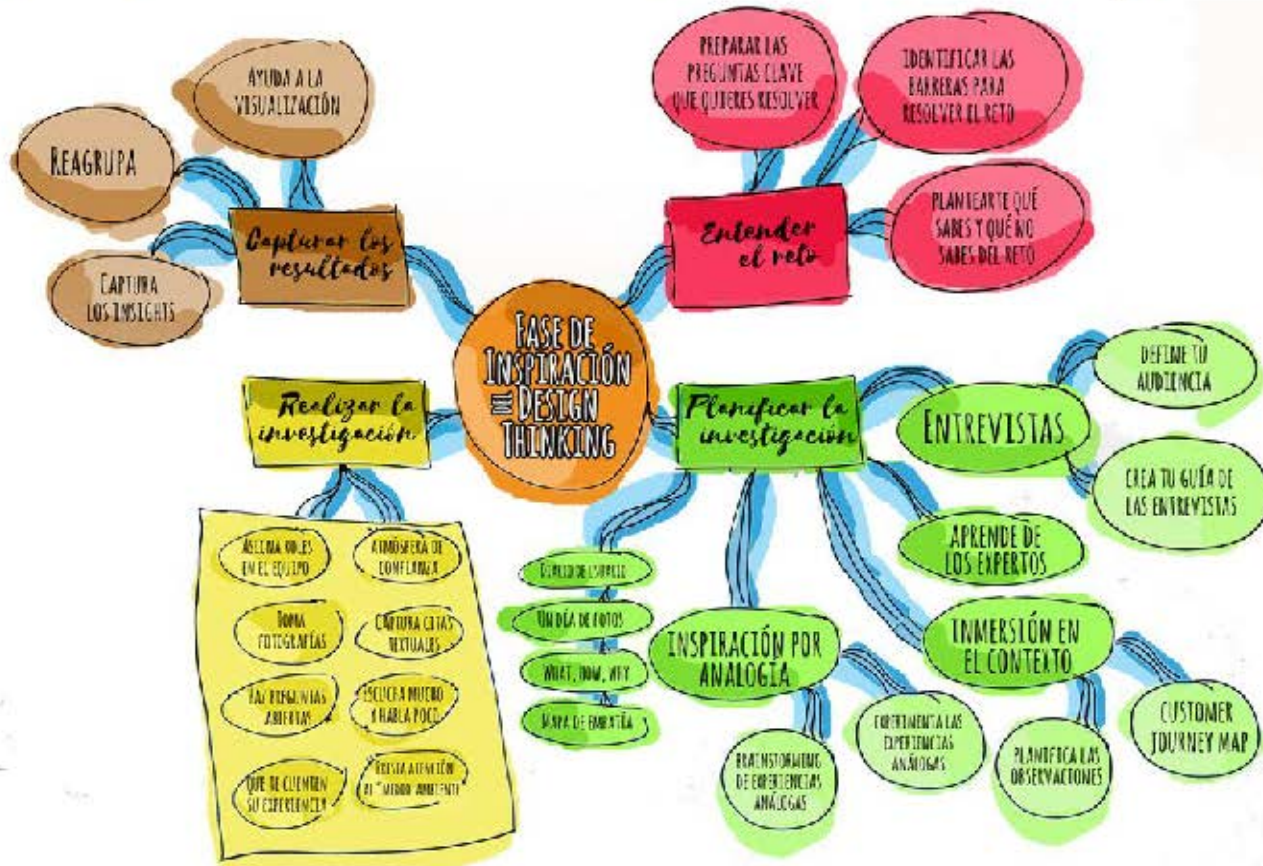 FASE DE
INSPIRACIÓN
EN DESIGN
THINKING
Entender
el reto
PREPARAR LAS
PREGUNTAS CLAVE
QUE QUIERES RESOLVER
IDENTIFICAR LAS
BARRERAS PARA
RESOLVER EL RETO
PLANTEARTE QUÉ
SABES Y QUÉ NO
SABES DEL RETO
Planificar la
investigación
ENTREVISTAS
DEFINE TU
AUDIENCIA
CREA TU GUÍA DE
LAS ENTREVISTAS
APRENDE DE
LOS EXPERTOS
INMERSIÓN EN
EL CONTEXTO
CUSTOMER
JOURNEY MAP
PLANIFICA LAS
OBSERVACIONES
INSPIRACIÓN POR
ANALOGÍA
EXPERIMENTA LAS
EXPERIENCIAS
ANÁLOGAS
BRAINSTORMING
DE EXPERIENCIAS
ANÁLOGAS
DIARIO DE USUARIO
UN DÍA DE FOTOS
WHAT, HOW, WHY
MAPA DE EMPATÍA
Realizar la
investigación
ASIGNA ROLES
EN EL EQUIPO
ATMÓSFERA DE
CONFIANZA
TOMA
FOTOGRAFÍAS
CAPTURA CITAS
TEXTUALES
HAZ PREGUNTAS
ABIERTAS
ESCUCHA MUCHO
Y HABLA POCO
QUE TE CUENTEN
SU EXPERIENCIA
PRESTA ATENCIÓN
AL "MEDIO AMBIENTE
Capturar los
resultados
AYUDA A LA
VISUALIZACIÓN
REAGRUPA
CAPTURA
LOS INSIGHTS